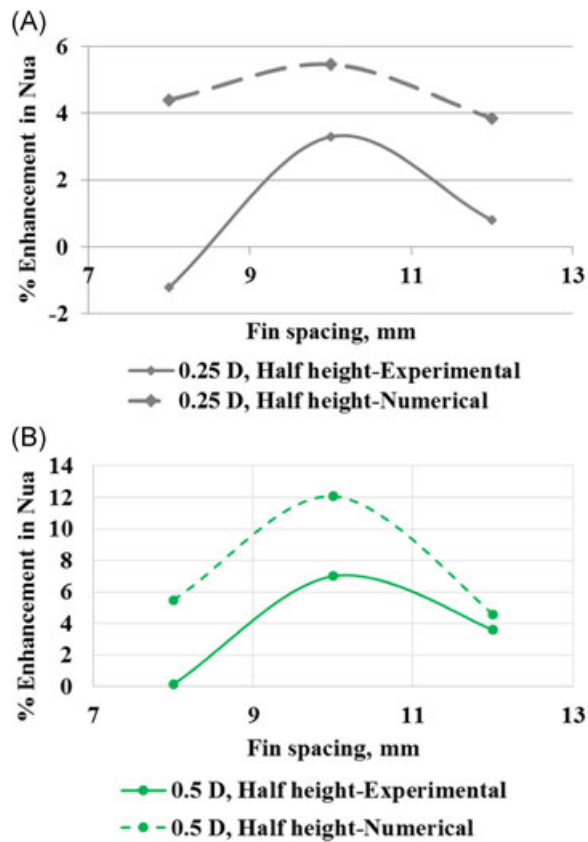 (A)
% Enhancement in Nua
6
4
2
0
-2
7
9
11
13
Fin spacing, mm
0.25 D, Half height-Experimental
0.25 D, Half height-Numerical
(B)
% Enhancement in Nua
14
12
10
8
6
4
2
0
7
9
11
13
Fin spacing, mm
0.5 D, Half height-Experimental
0.5 D, Half height-Numerical